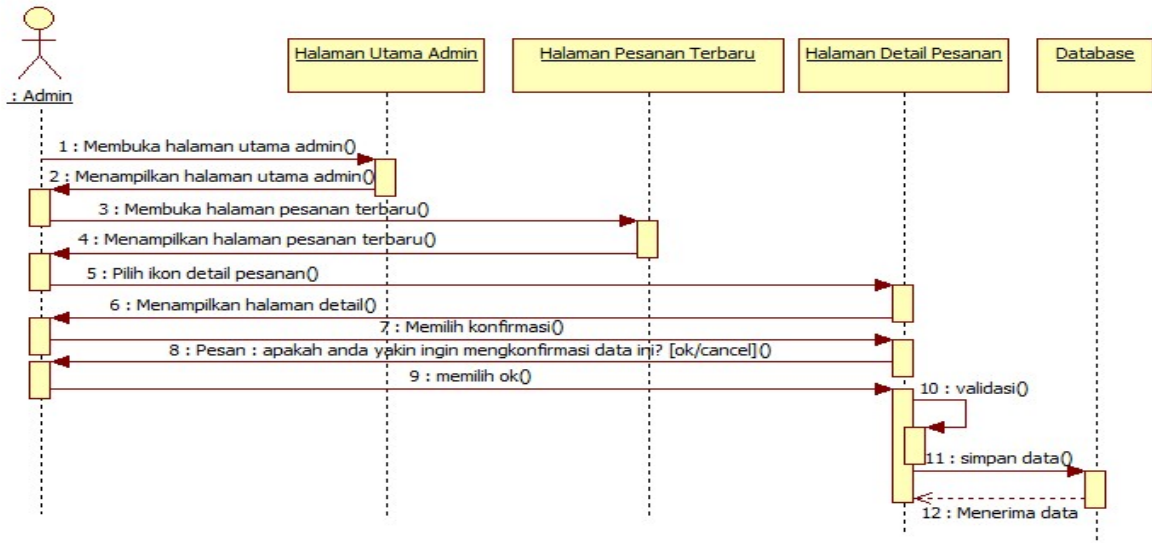 : Admin
Halaman Utama Admin
Halaman Pesanan Terbaru
Halaman Detail Pesanan
Database
1 : Membuka halaman utama admin()
2 : Menampilkan halaman utama admin()
3 : Membuka halaman pesanan terbaru()
4 : Menampilkan halaman pesanan terbaru()
5 : Pilih ikon detail pesanan()
6 : Menampilkan halaman detail()
7 : Memilih konfirmasi()
8 : Pesan : apakah anda yakin ingin mengkonfirmasi data ini? [ok/cancel]()
9 : memilih ok()
10 : validasi()
11 : simpan data()
12 : Menerima data